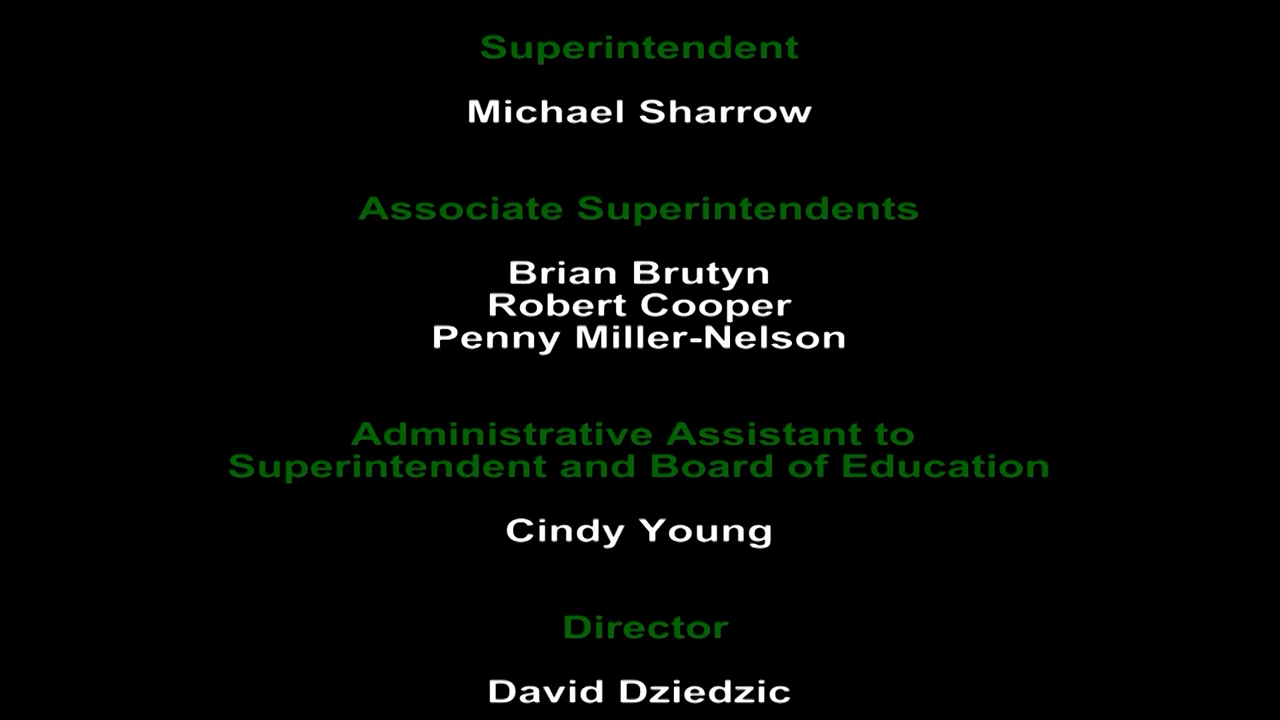 Superintendent
Michael Sharrow
Associate Superintendents
Brian Brutyn
Robert Cooper
Penny Miller-Nelson
Administrative Assistant to
Superintendent and Board of Education
Cindy Young
Director
David Dziedzic